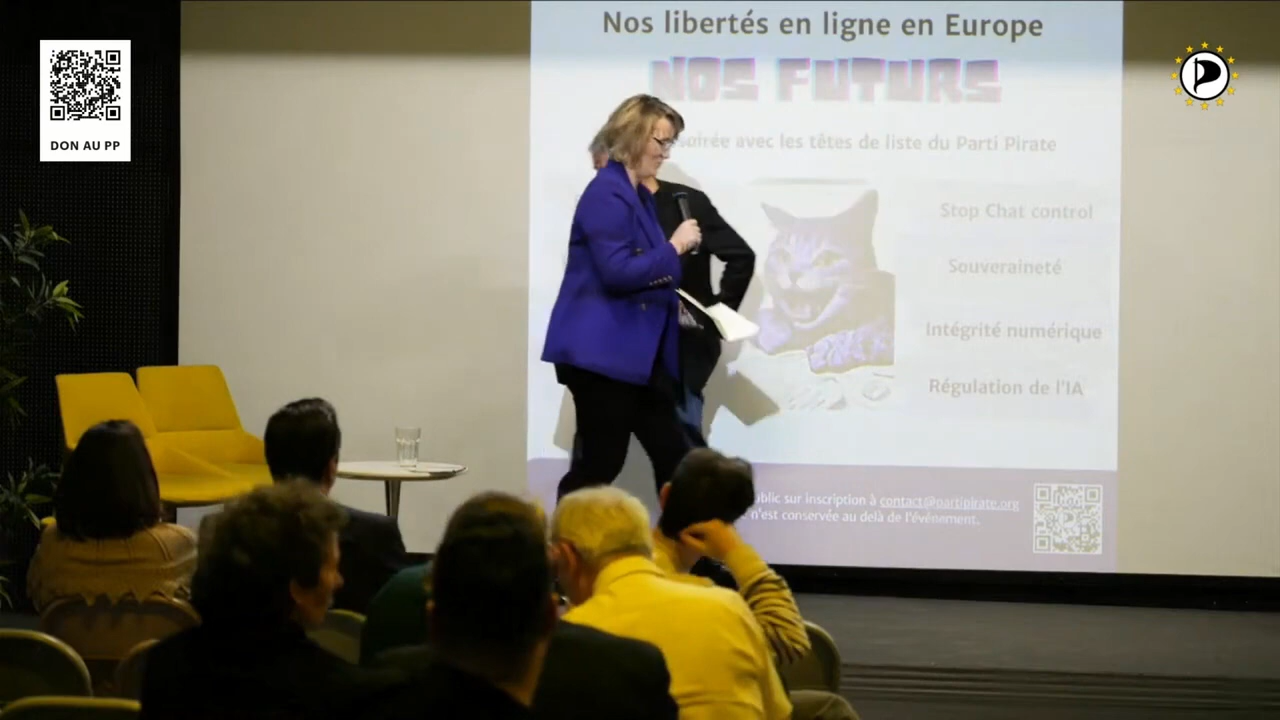 Nos libertés en ligne en Europe
NOS FUTURS
soirée avec les têtes de liste du Parti Pirate
Stop Chat control
Souveraineté
Intégrité numérique
Régulation de l'IA
sur inscription à contact@partipirate.org
n'est conservée au delà de l'événement.
DON AU PP